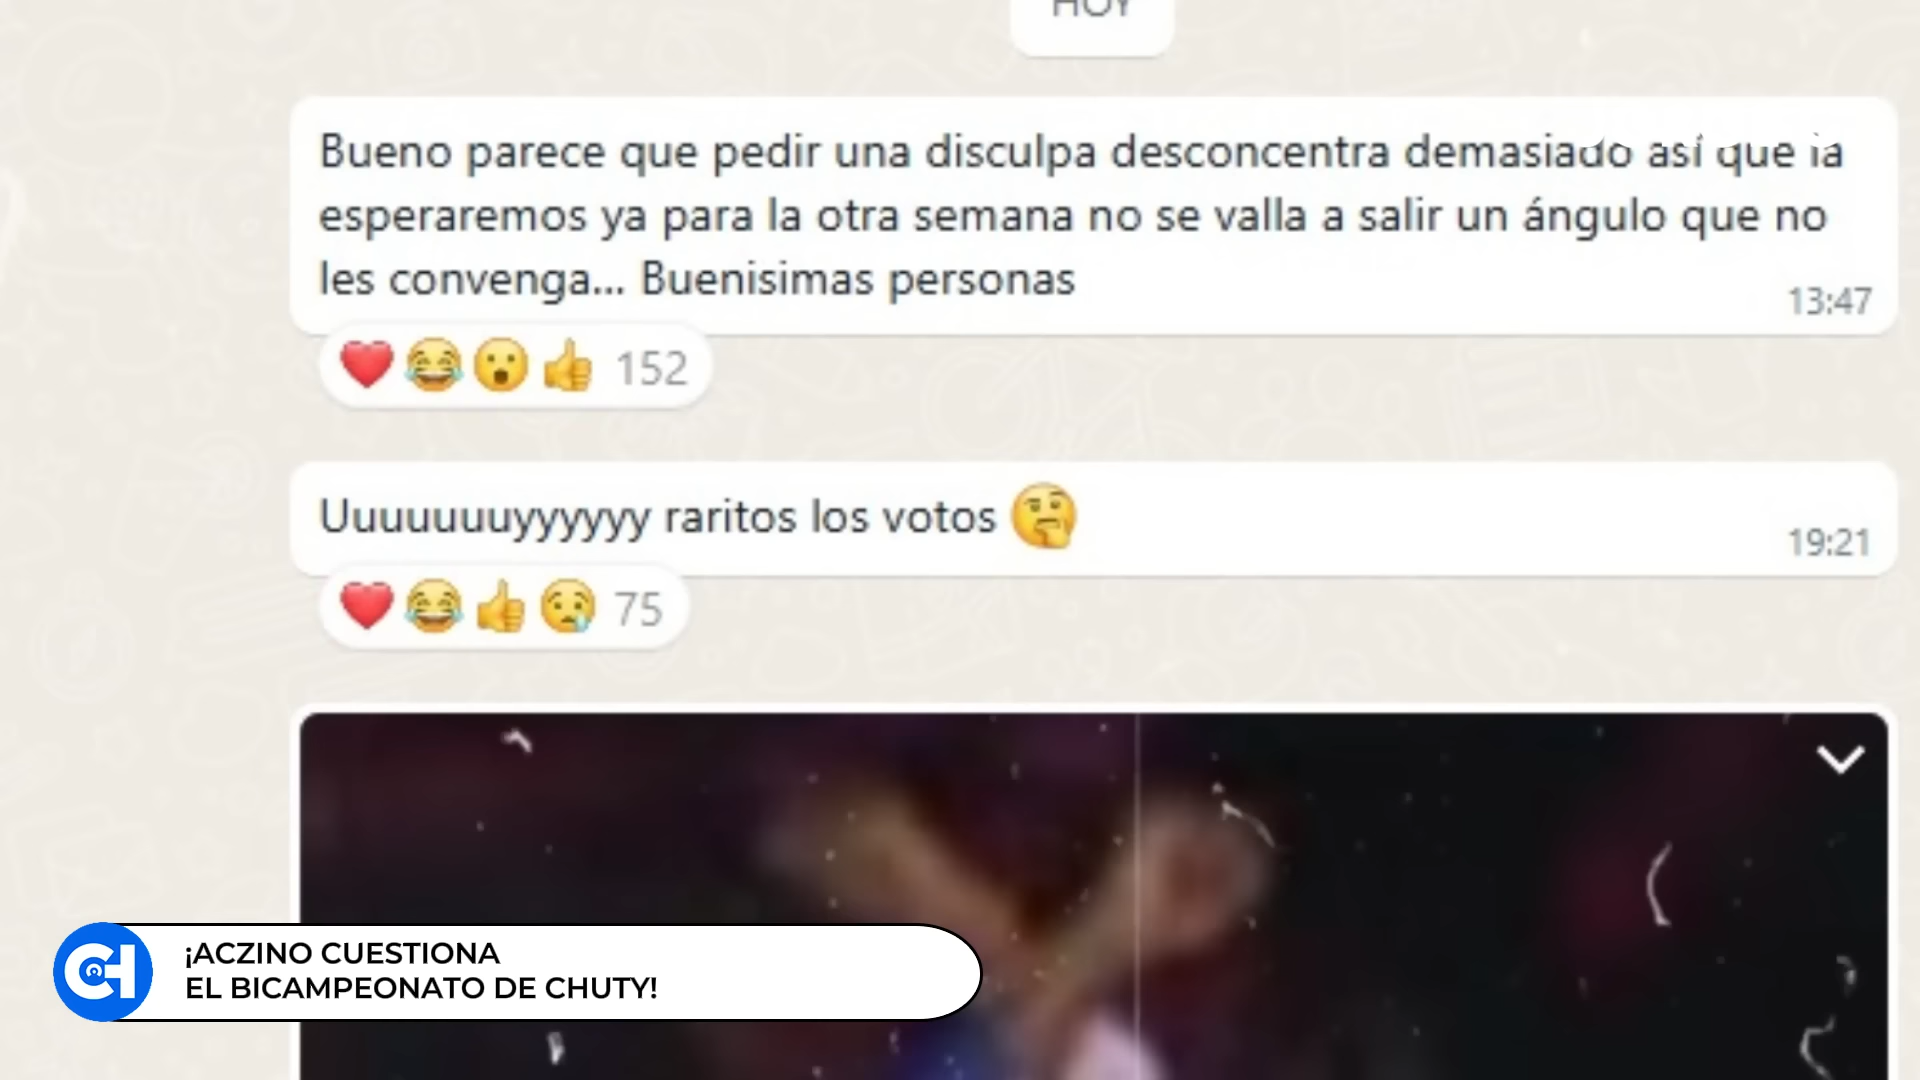 HOY
Bueno parece que pedir una disculpa desconcentra demasiado así que la
esperaremos ya para la otra semana no se valla a salir un ángulo que no
les convenga... Buenisimas personas
13:47
❤️😂😮👍 152
Uuuuuuuyyyyyy raritos los votos 🤔
19:21
❤️😂👍😢 75
¡ACZINO CUESTIONA
EL BICAMPEONATO DE CHUTY!